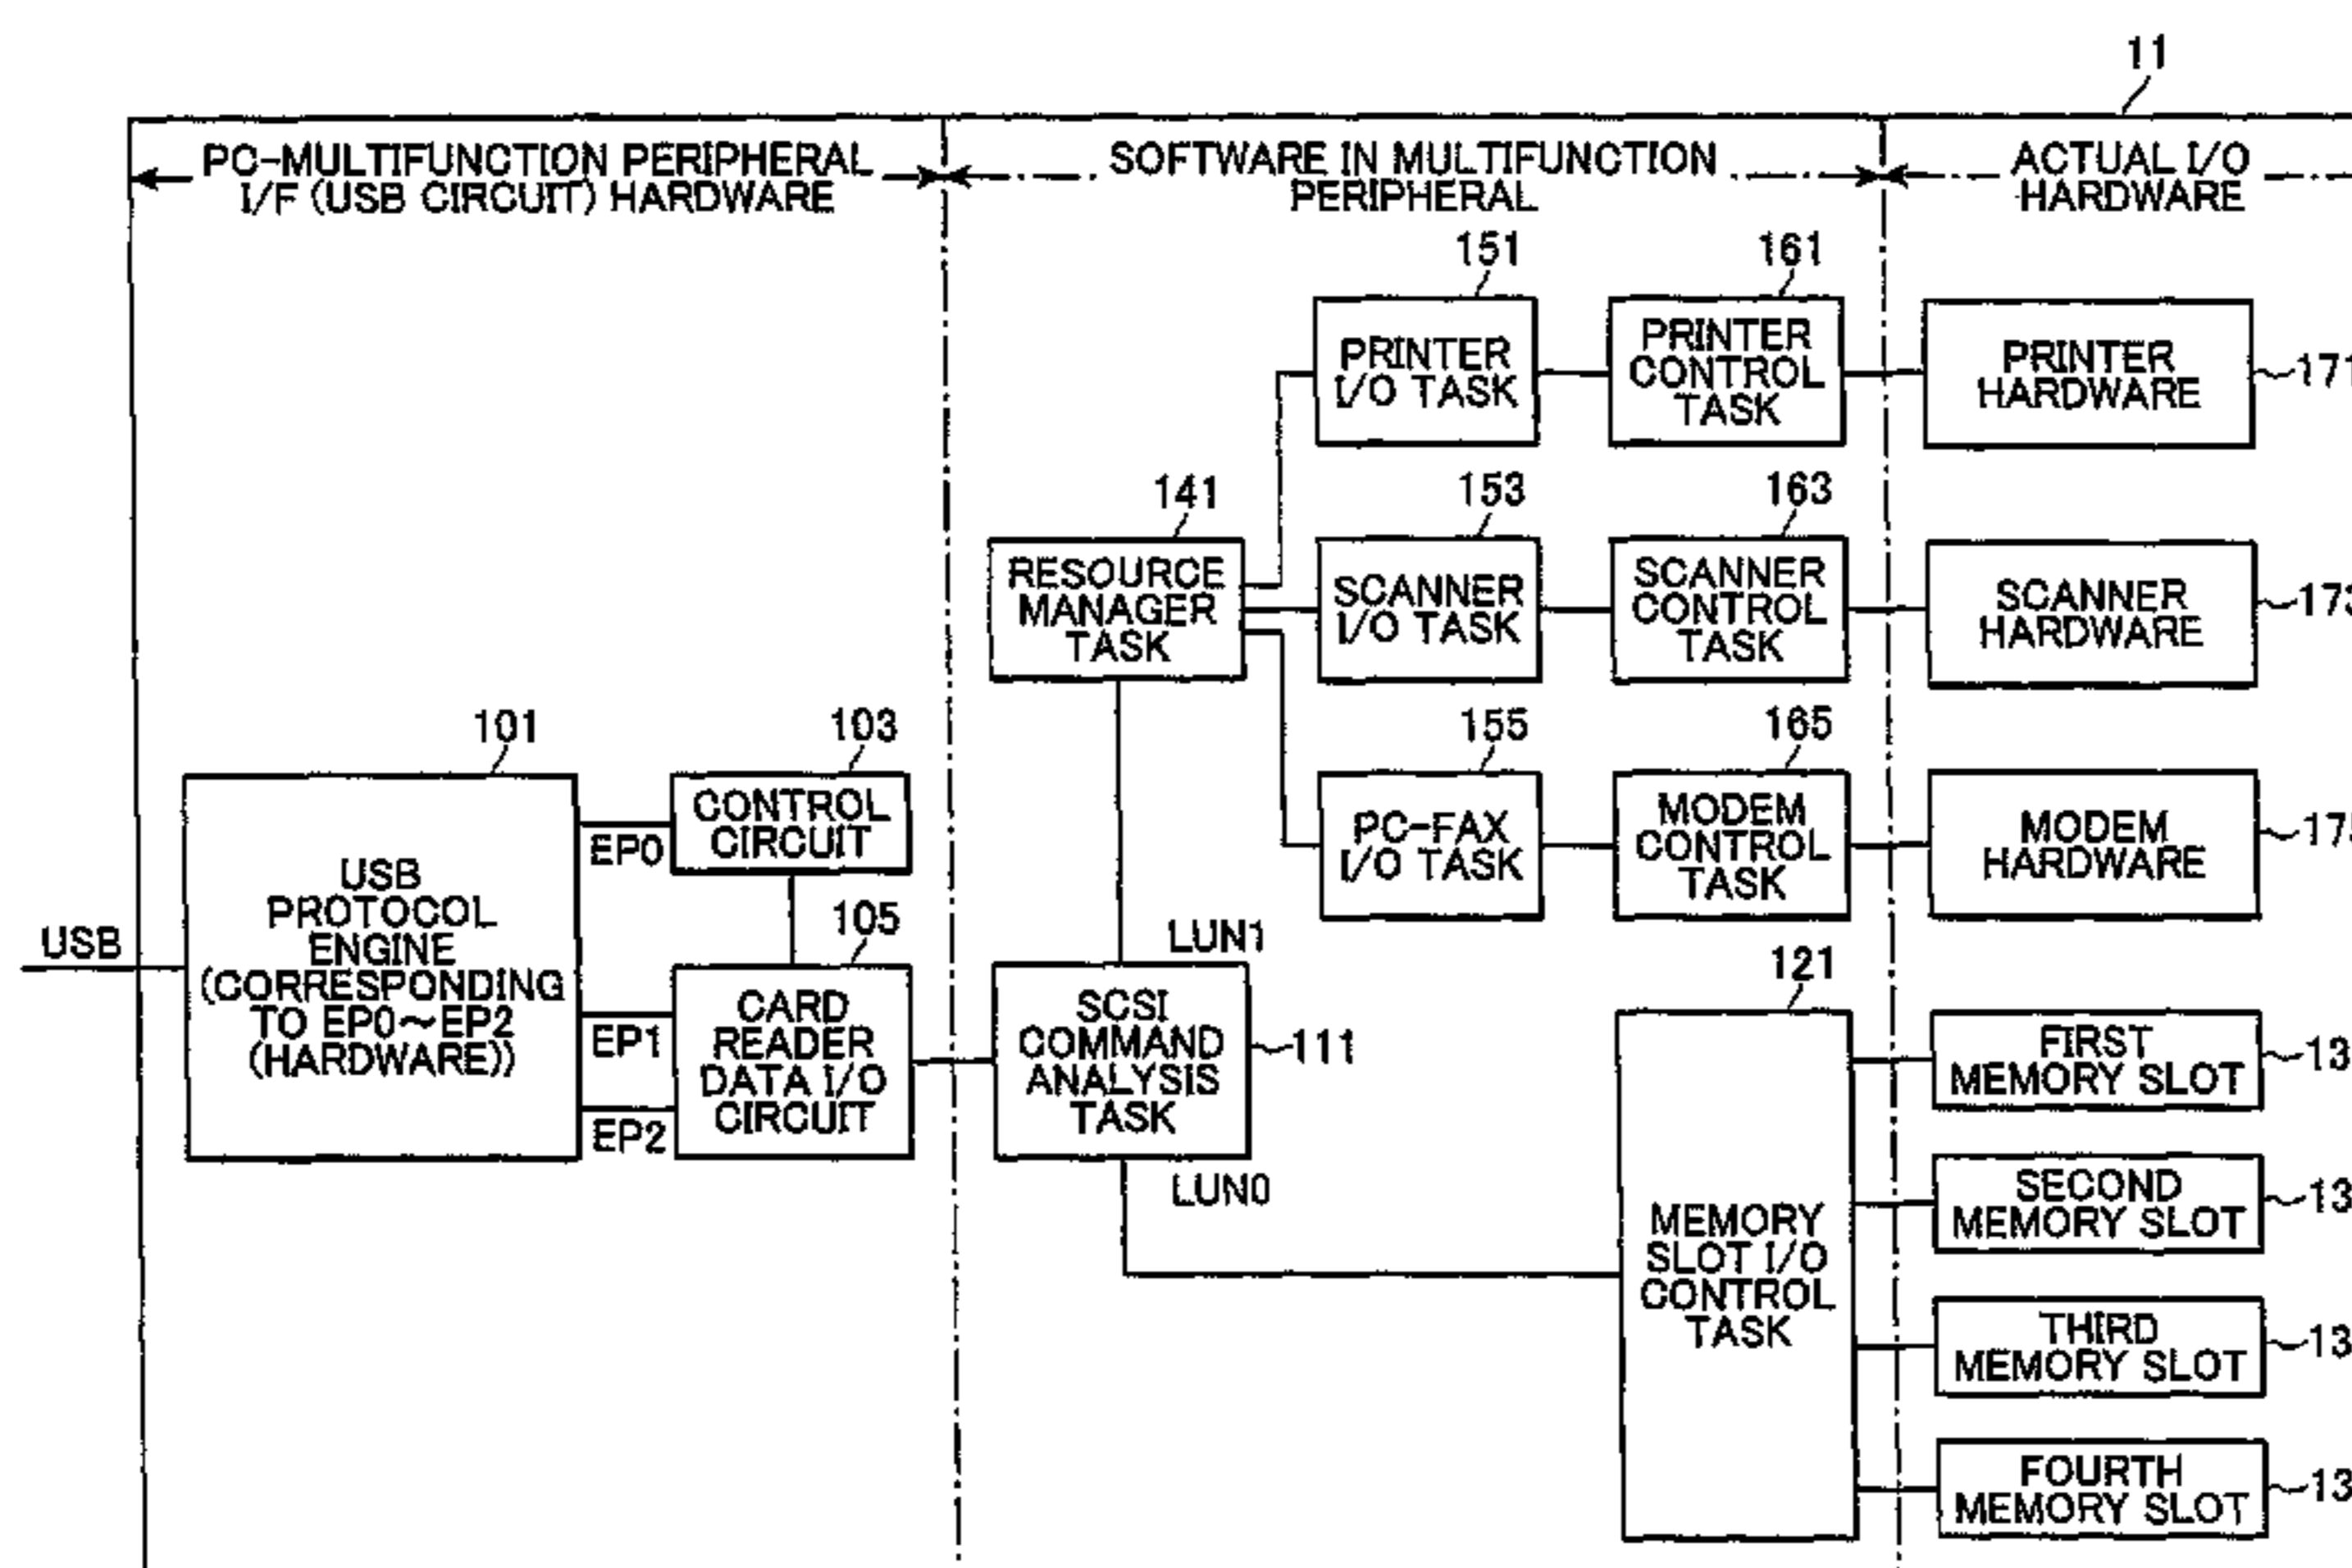 11
PC-MULTIFUNCTION PERIPHERAL
I/F (USB CIRCUIT) HARDWARE
SOFTWARE IN MULTIFUNCTION
PERIPHERAL
ACTUAL I/O
HARDWARE
151
PRINTER
I/O TASK
161
PRINTER
CONTROL
TASK
PRINTER
HARDWARE
141
RESOURCE
MANAGER
TASK
153
SCANNER
I/O TASK
163
SCANNER
CONTROL
TASK
SCANNER
HARDWARE
155
PC-FAX
I/O TASK
165
MODEM
CONTROL
TASK
MODEM
HARDWARE
USB
101
USB
PROTOCOL
ENGINE
(CORRESPONDING
TO EP0~EP2
(HARDWARE))
EP0
EP1
EP2
103
CONTROL
CIRCUIT
105
CARD
READER
DATA I/O
CIRCUIT
LUN1
SCSI
COMMAND
ANALYSIS
TASK
111
LUN0
121
MEMORY
SLOT I/O
CONTROL
TASK
FIRST
MEMORY SLOT
SECOND
MEMORY SLOT
THIRD
MEMORY SLOT
FOURTH
MEMORY SLOT